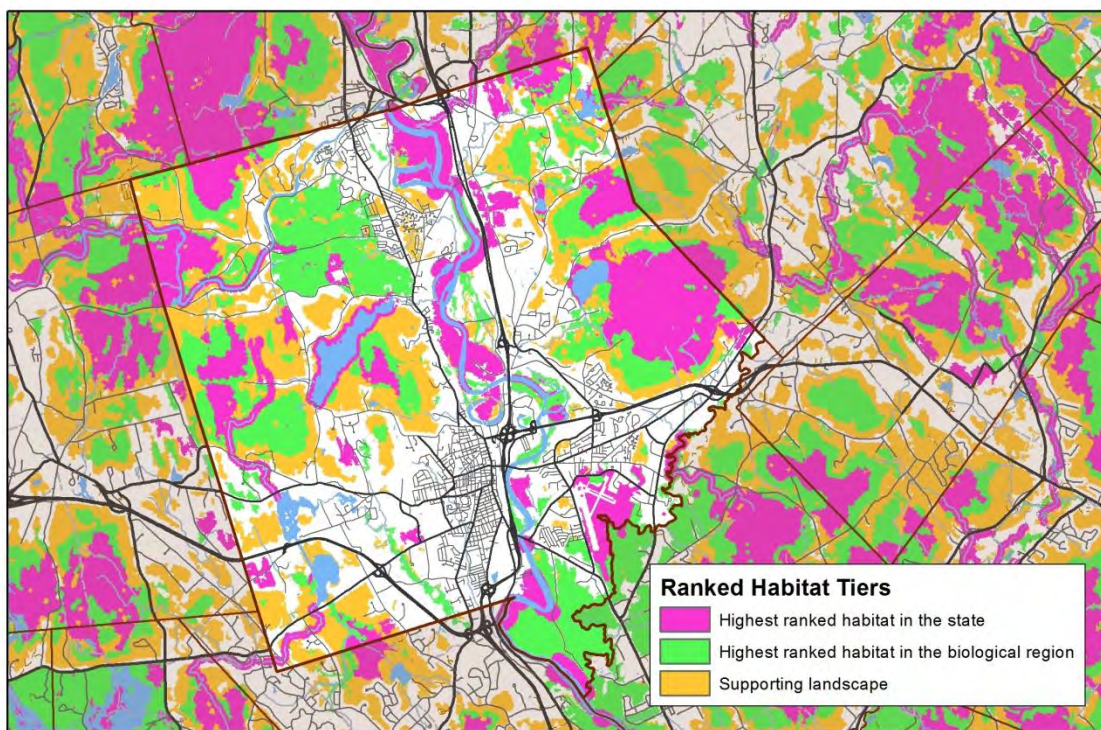 Ranked Habitat Tiers
Highest ranked habitat in the state
Highest ranked habitat in the biological region
Supporting landscape